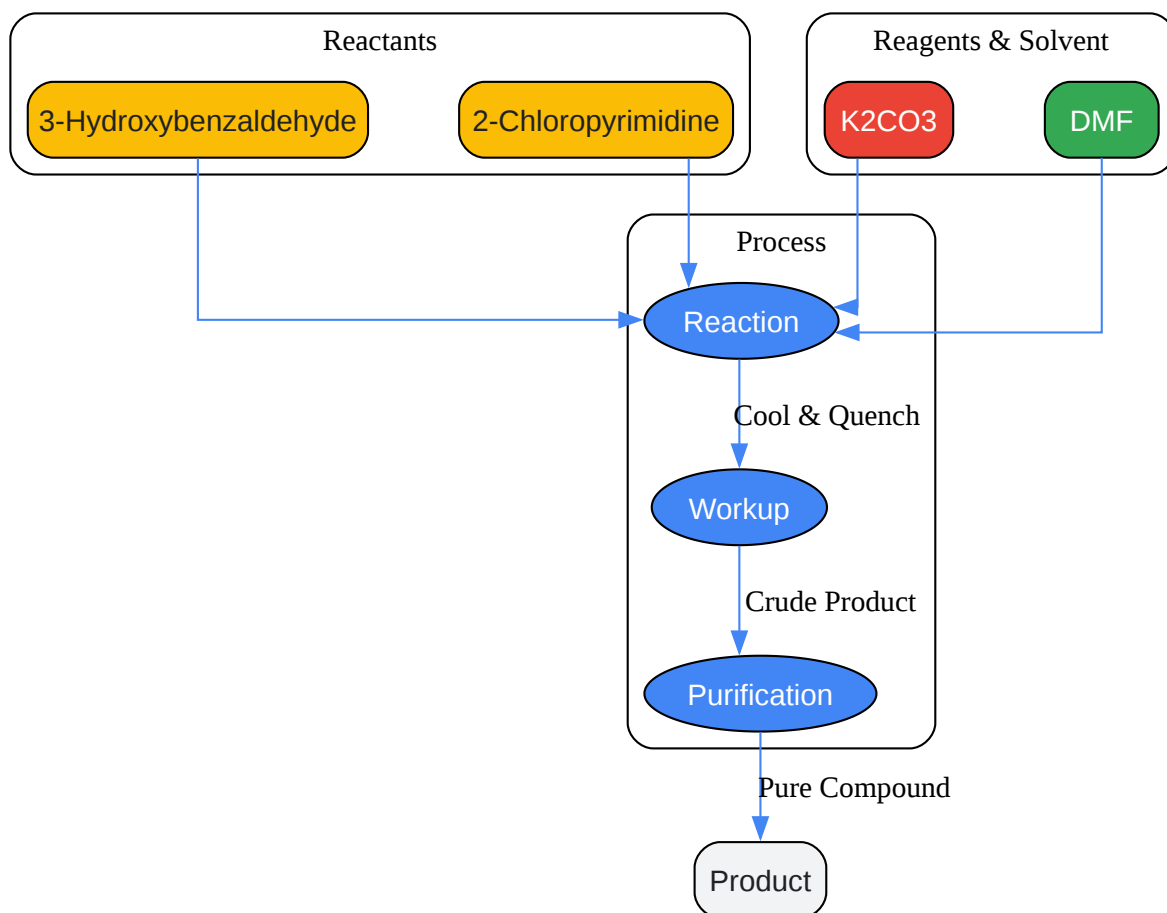 Reactants
Reagents & Solvent
3-Hydroxybenzaldehyde
2-Chloropyrimidine
K2CO3
DMF
Process
Reaction
Cool & Quench
Workup
Crude Product
Purification
Pure Compound
Product